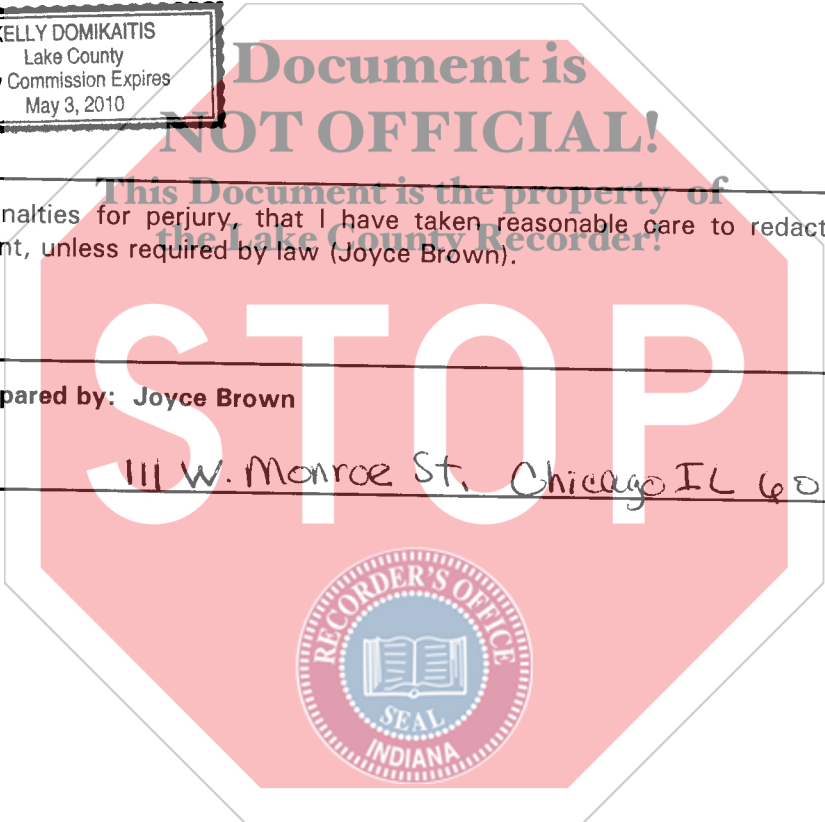 KELLY DOMIKAITIS
Lake County
Commission Expires
May 3, 2010
Document is
NOT OFFICIAL!
This Document is the property of
the Lake County Recorder!
nalties for perjury, that I have taken reasonable care to redact
nt, unless required by law (Joyce Brown).
STOP
pared by: Joyce Brown
111 W. Monroe St. Chicago IL 60
RECORDER'S OFFICE
SEAL
INDIANA